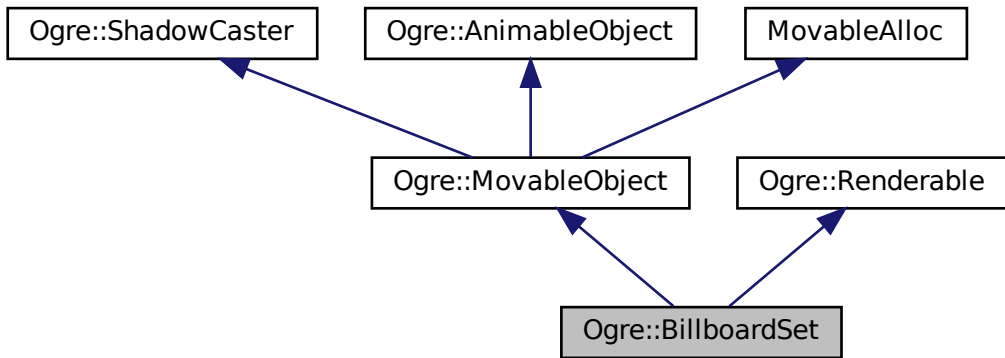 Ogre::ShadowCaster
Ogre::AnimableObject
MovableAlloc
Ogre::MovableObject
Ogre::Renderable
Ogre::BillboardSet